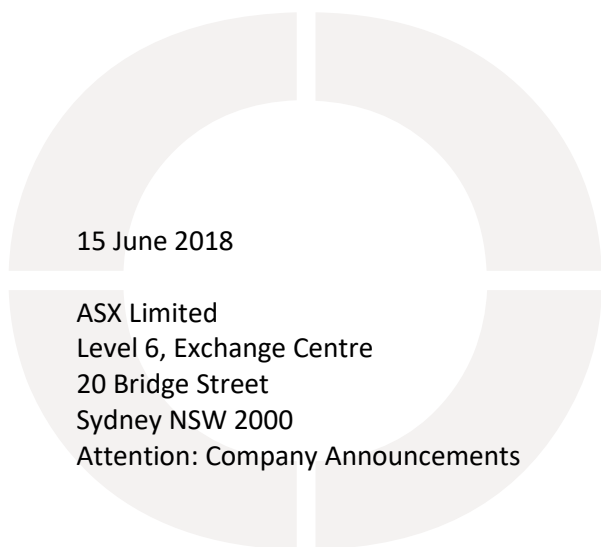 15 June 2018
ASX Limited
Level 6, Exchange Centre
20 Bridge Street
Sydney NSW 2000
Attention: Company Announcements